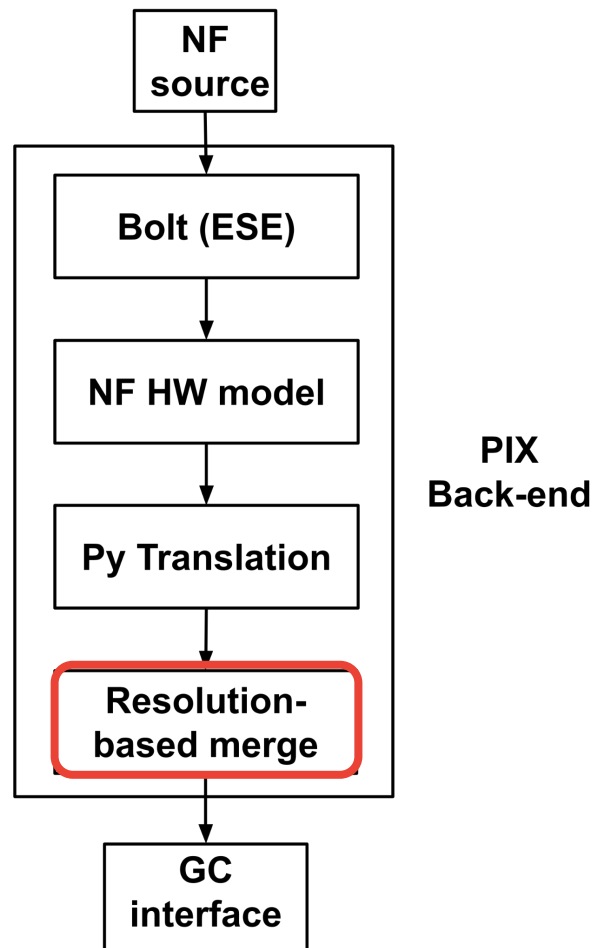 NF
source
Bolt (ESE)
NF HW model
PIX
Back-end
Py Translation
Resolution-
based merge
GC
interface